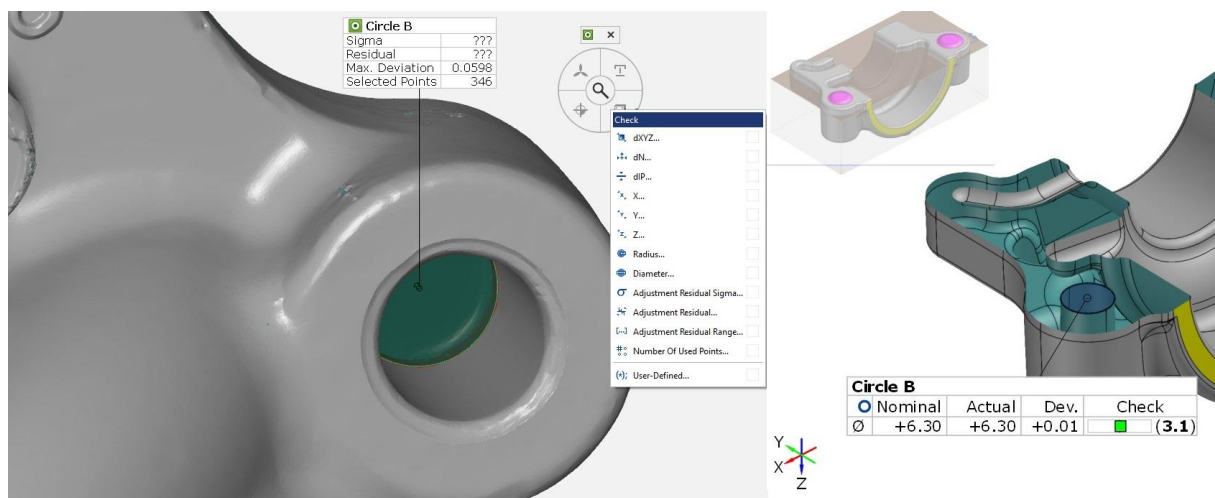 Circle B
Sigma ???
Residual ???
Max. Deviation 0.0598
Selected Points 346
Check
dXYZ...
dN...
dIP...
X...
Y...
Z...
Radius...
Diameter...
Adjustment Residual Sigma...
Adjustment Residual...
Adjustment Residual Range...
Number Of Used Points...
User-Defined...
Circle B
Nominal Actual Dev. Check
Ø +6.30 +6.30 +0.01 (3.1)
Y
X
Z